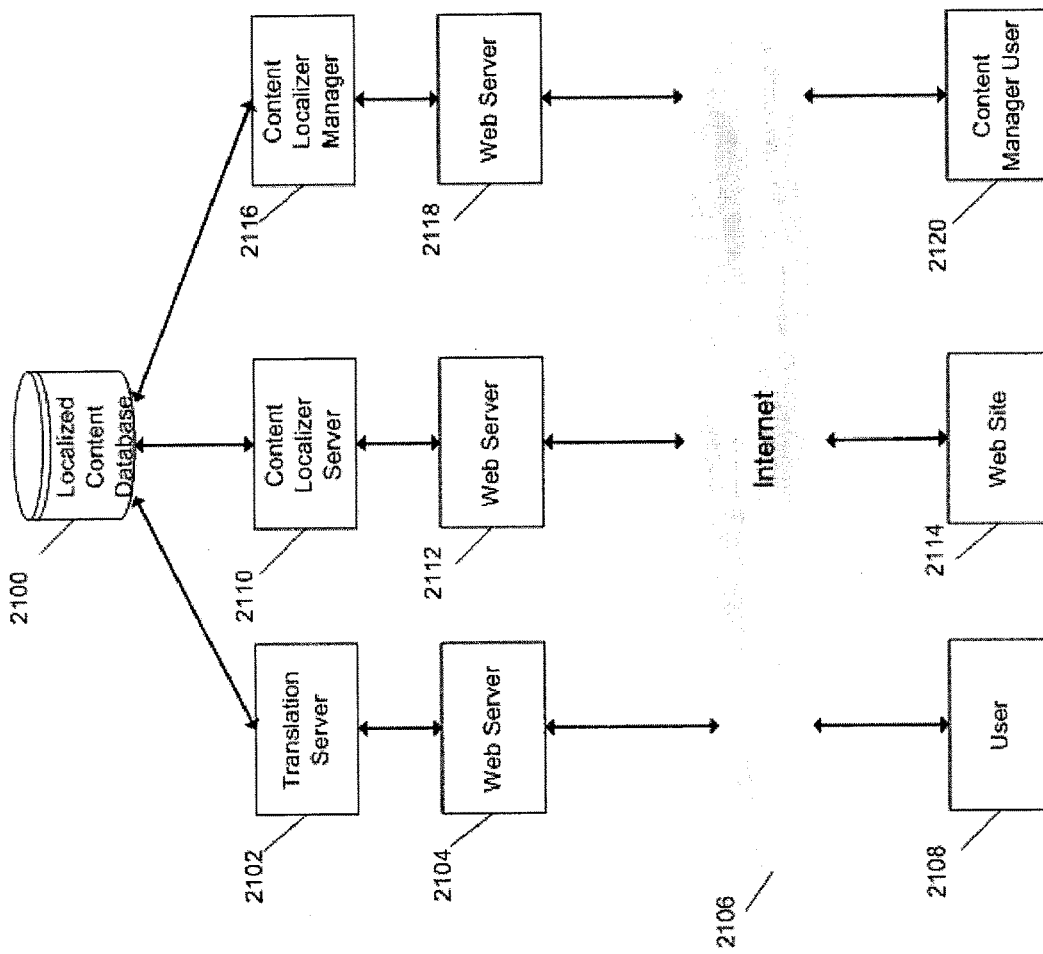 2100
Localized
Content
Database
2102
Translation
Server
2110
Content
Localizer
Server
2116
Content
Localizer
Manager
2104
Web Server
2112
Web Server
2118
Web Server
2106
Internet
2108
User
2114
Web Site
2120
Content
Manager User